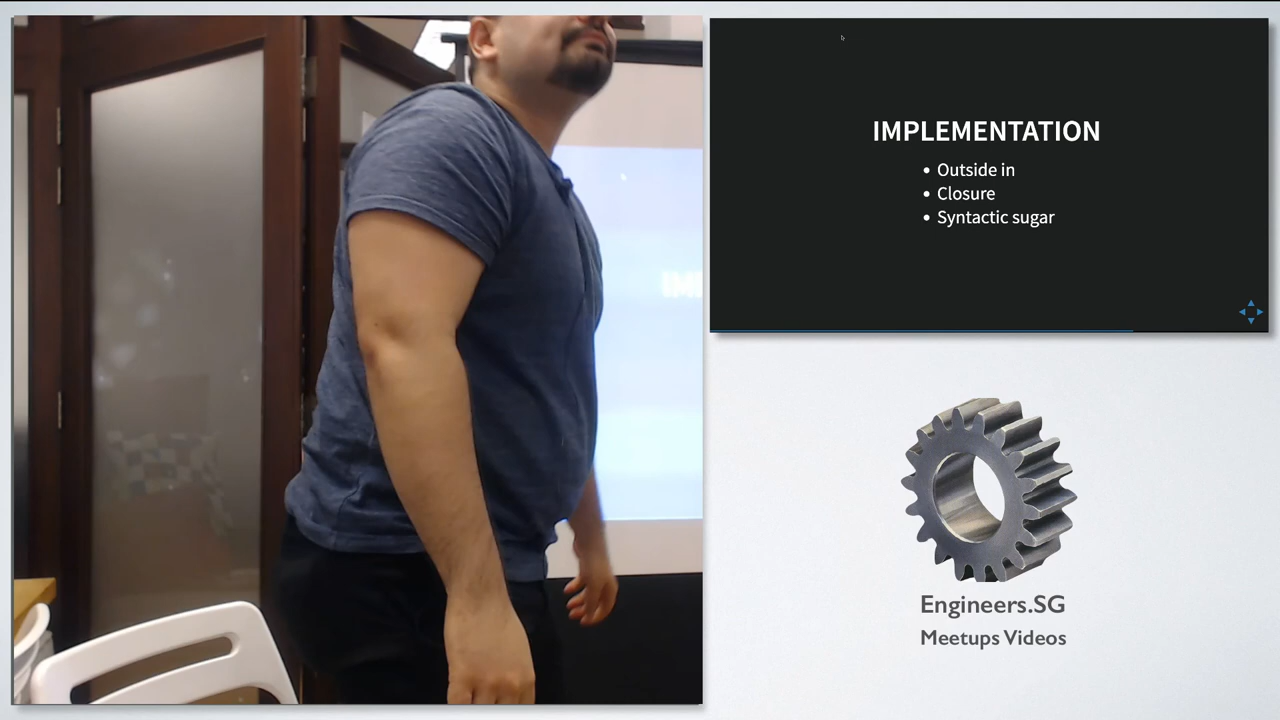 IMPLEMENTATION
• Outside in
• Closure
• Syntactic sugar
Engineers.SG
Meetups Videos